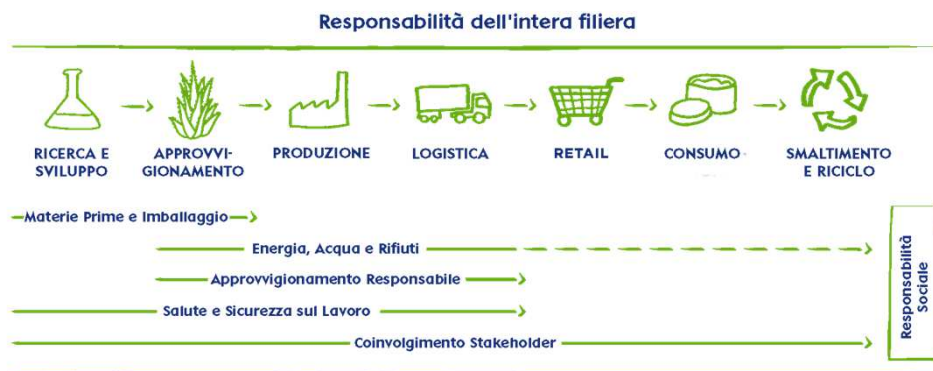 Responsabilità dell'intera filiera
RICERCA E
SVILUPPO
APPROVVI-
GIONAMENTO
PRODUZIONE
LOGISTICA
RETAIL
CONSUMO
SMALTIMENTO
E RICICLO
Materie Prime e Imballaggio
Energia, Acqua e Rifiuti
Approvvigionamento Responsabile
Salute e Sicurezza sul Lavoro
Coinvolgimento Stakeholder
Responsabilità
Sociale